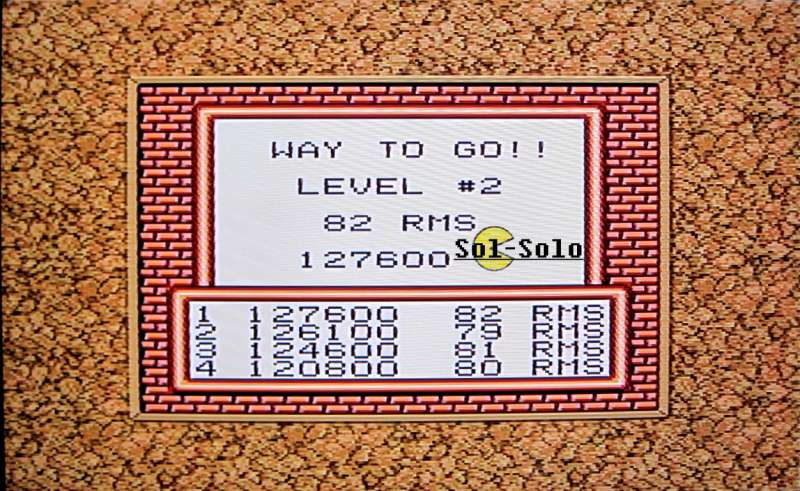 WAY TO GO!!
LEVEL #2
82 RMS
127600
Sol-Solo
1 127600 82 RMS
2 126100 79 RMS
3 124600 81 RMS
4 120800 80 RMS